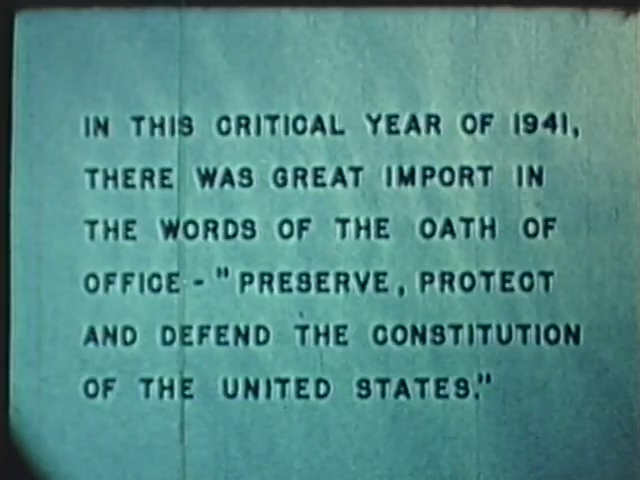 IN THIS CRITICAL YEAR OF 1941,
THERE WAS GREAT IMPORT IN
THE WORDS OF THE OATH OF
OFFICE - "PRESERVE, PROTECT
AND DEFEND THE CONSTITUTION
OF THE UNITED STATES."